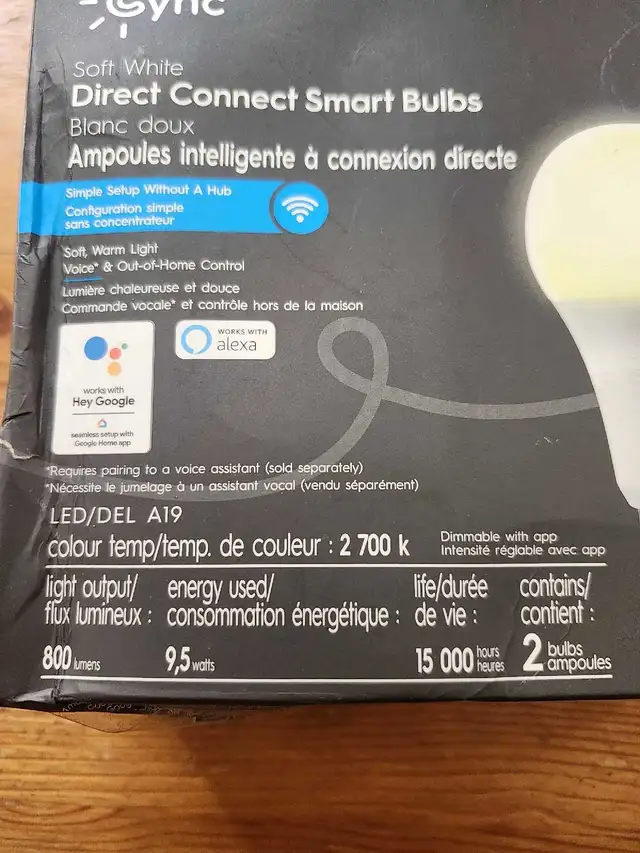 Sync
Soft White
Direct Connect Smart Bulbs
Blanc doux
Ampoules intelligente à connexion directe
Simple Setup Without A Hub
Configuration simple
sans concentrateur
Soft, Warm Light
Voice* & Out-of-Home Control
Lumière chaleureuse et douce
Commande vocale* et contrôle hors de la maison
works with
Hey Google
seamless setup with
Google Home app
WORKS WITH
alexa
*Requires pairing to a voice assistant (sold separately)
*Nécessite le jumelage à un assistant vocal (vendu séparément)
LED/DEL A19
colour temp/temp. de couleur : 2 700 k
Dimmable with app
Intensité réglable avec app
light output/
flux lumineux :
800 lumens
energy used/
consommation énergétique :
9,5 watts
life/durée
de vie :
15 000 hours
heures
contains/
contient :
2 bulbs
ampoules